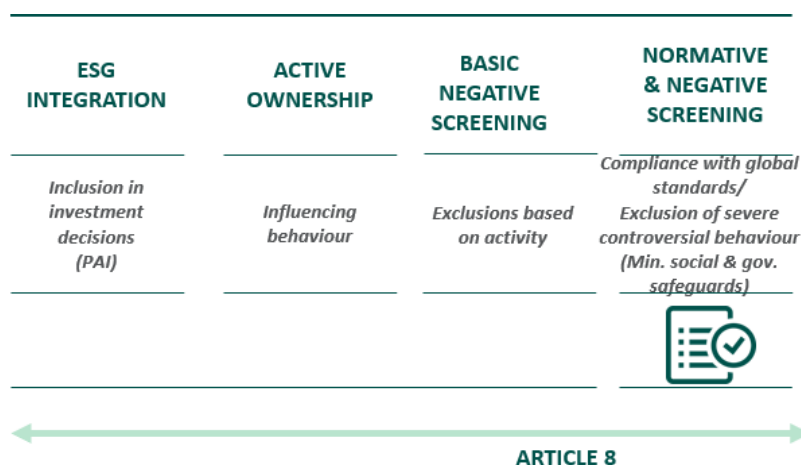 ESG
INTEGRATION
ACTIVE
OWNERSHIP
BASIC
NEGATIVE
SCREENING
NORMATIVE
& NEGATIVE
SCREENING
Inclusion in
investment
decisions
(PAI)
Influencing
behaviour
Exclusions based
on activity
Compliance with global
standards/
Exclusion of severe
controversial behaviour
(Min. social & gov.
safeguards)
ARTICLE 8